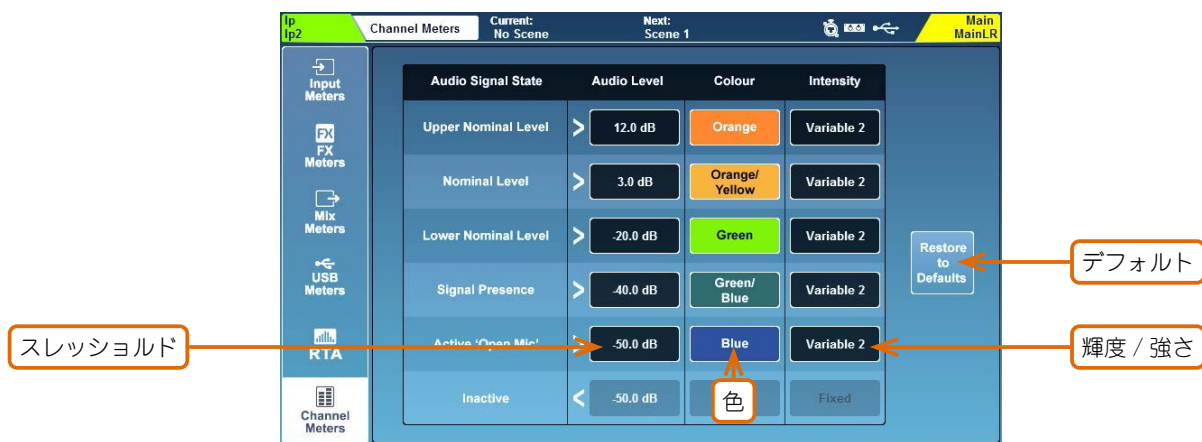 Ip
Ip2
Channel Meters
Current:
No Scene
Next:
Scene 1
Main
MainLR
Input
Meters
FX
FX
Meters
Mix
Meters
USB
Meters
RTA
Channel
Meters
Audio Signal State
Audio Level
Colour
Intensity
Upper Nominal Level
>
12.0 dB
Orange
Variable 2
Nominal Level
>
3.0 dB
Orange/
Yellow
Variable 2
Lower Nominal Level
>
-20.0 dB
Green
Variable 2
Signal Presence
>
-40.0 dB
Green/
Blue
Variable 2
Active 'Open Mic'
>
-50.0 dB
Blue
Variable 2
Inactive
<
-50.0 dB
Fixed
Restore
to
Defaults
デフォルト
スレッショルド
輝度 / 強さ
色